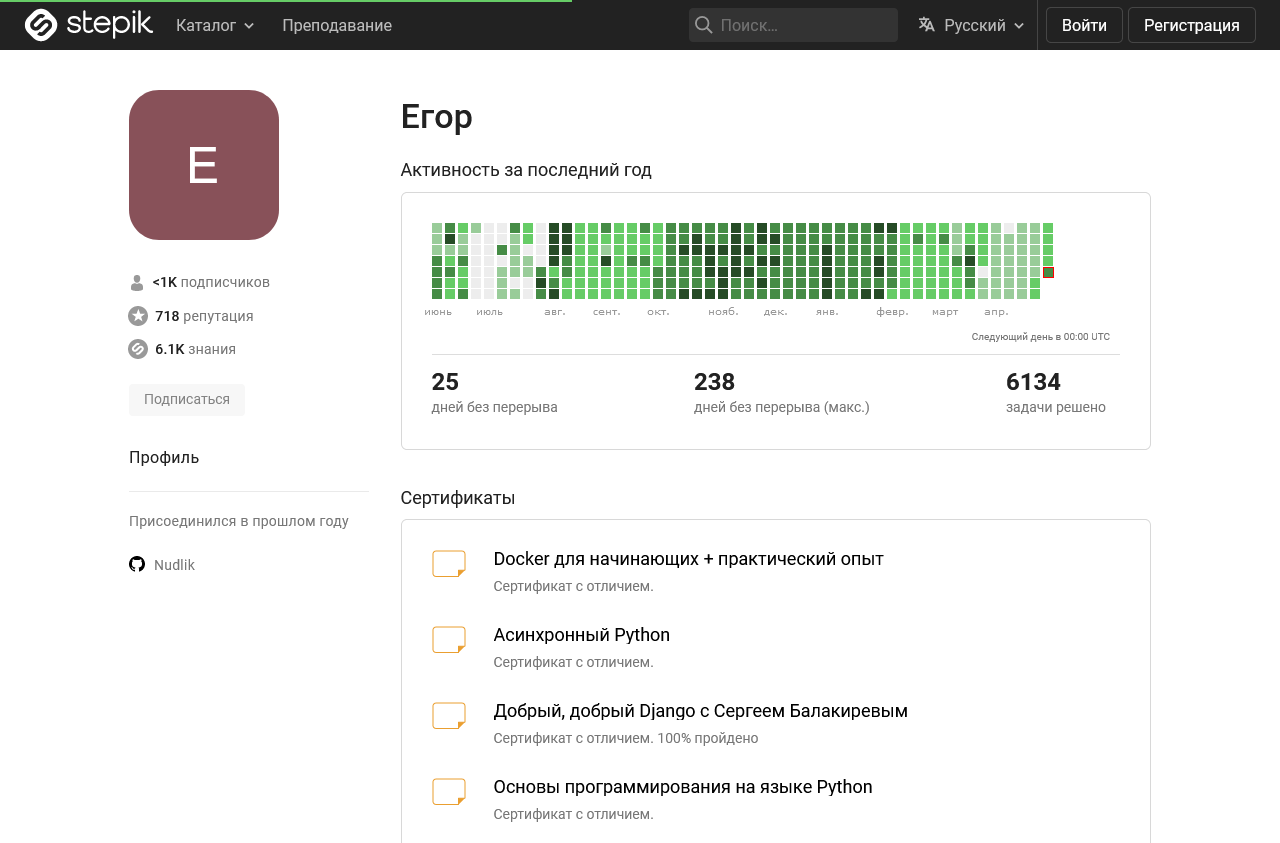 stepik Каталог Преподавание Поиск... Русский Войти Регистрация
E
<1K подписчиков
718 репутация
6.1K знания
Подписаться
Профиль
Присоединился в прошлом году
Nudlik
Егор
Активность за последний год
июнь июль авг. сент. окт. нояб. дек. янв. февр. март апр.
Следующий день в 00:00 UTC
25 238 6134
дней без перерыва дней без перерыва (макс.) задачи решено
Сертификаты
Docker для начинающих + практический опыт
Сертификат с отличием.
Асинхронный Python
Сертификат с отличием.
Добрый, добрый Django с Сергеем Балакиревым
Сертификат с отличием. 100% пройдено
Основы программирования на языке Python
Сертификат с отличием.